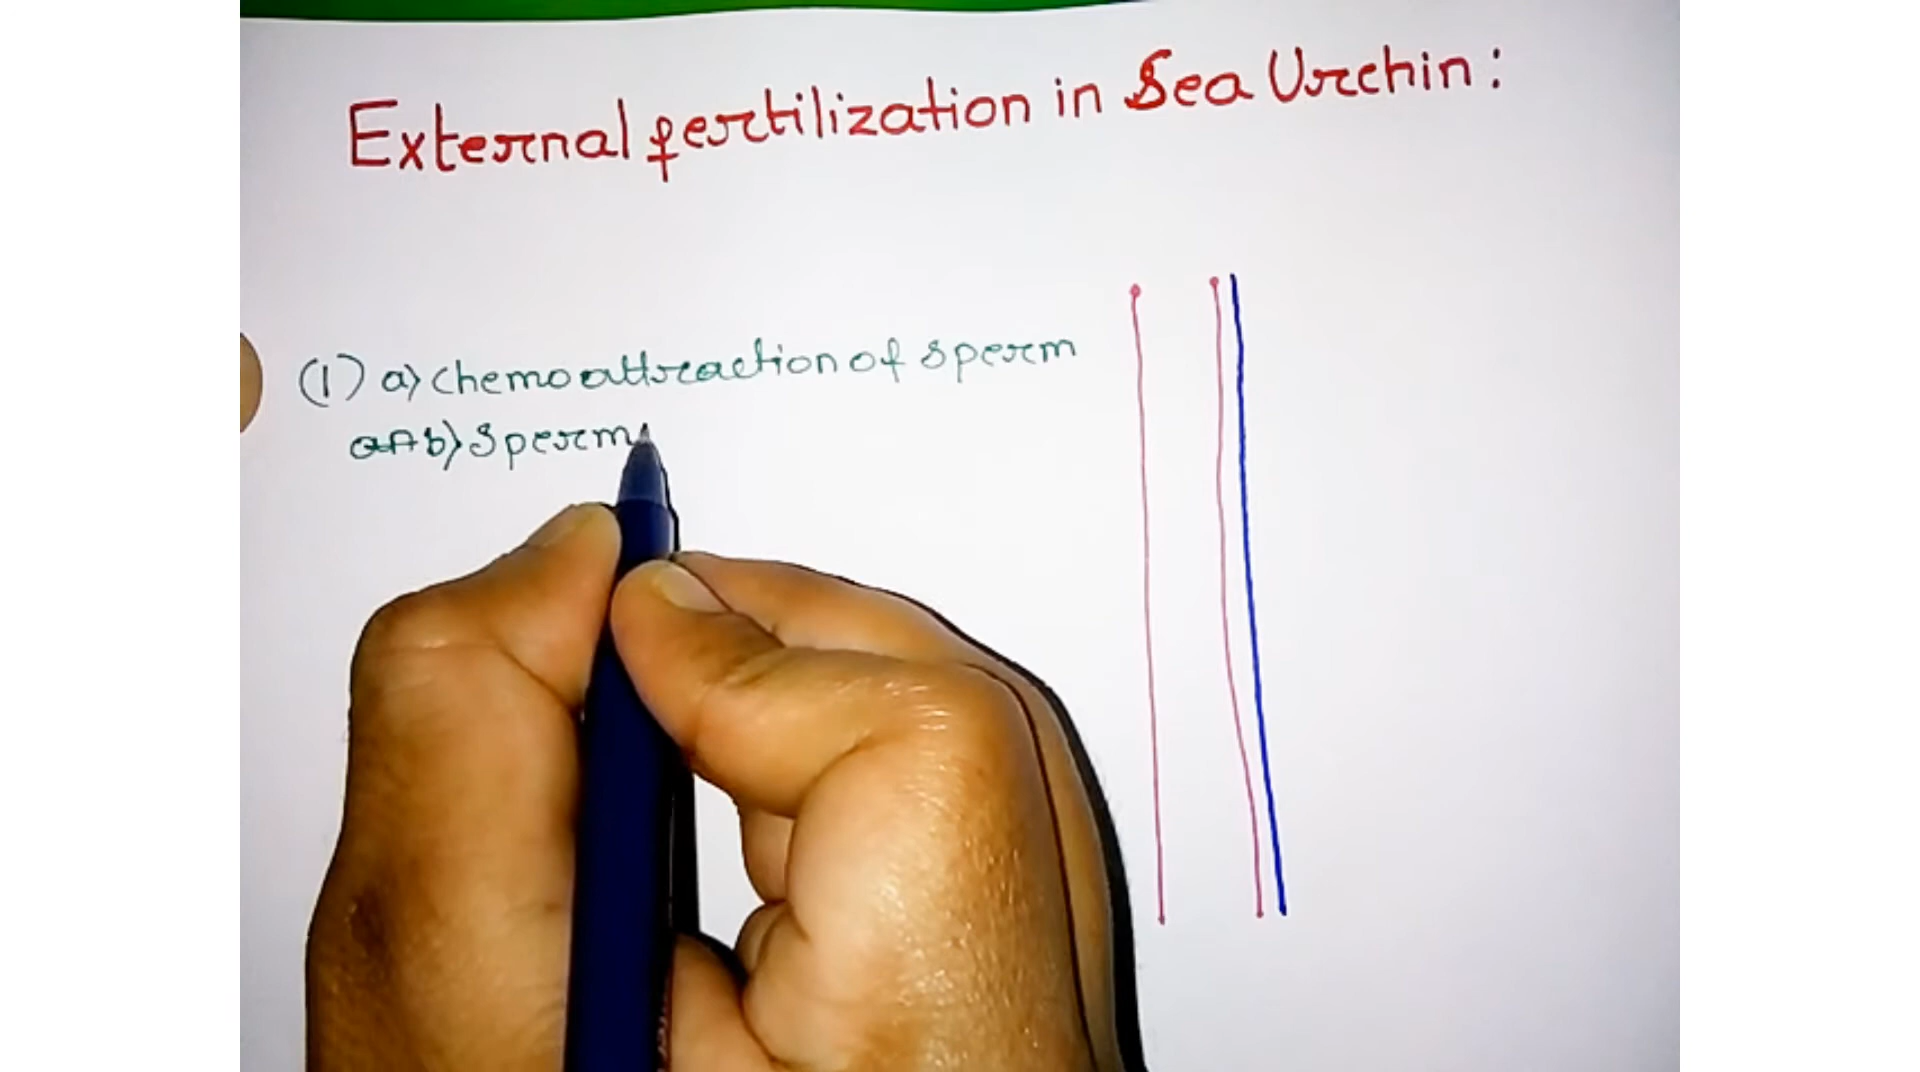 External fertilization in Sea Urchin :
(1) a) chemoattraction of sperm
b) Sperm